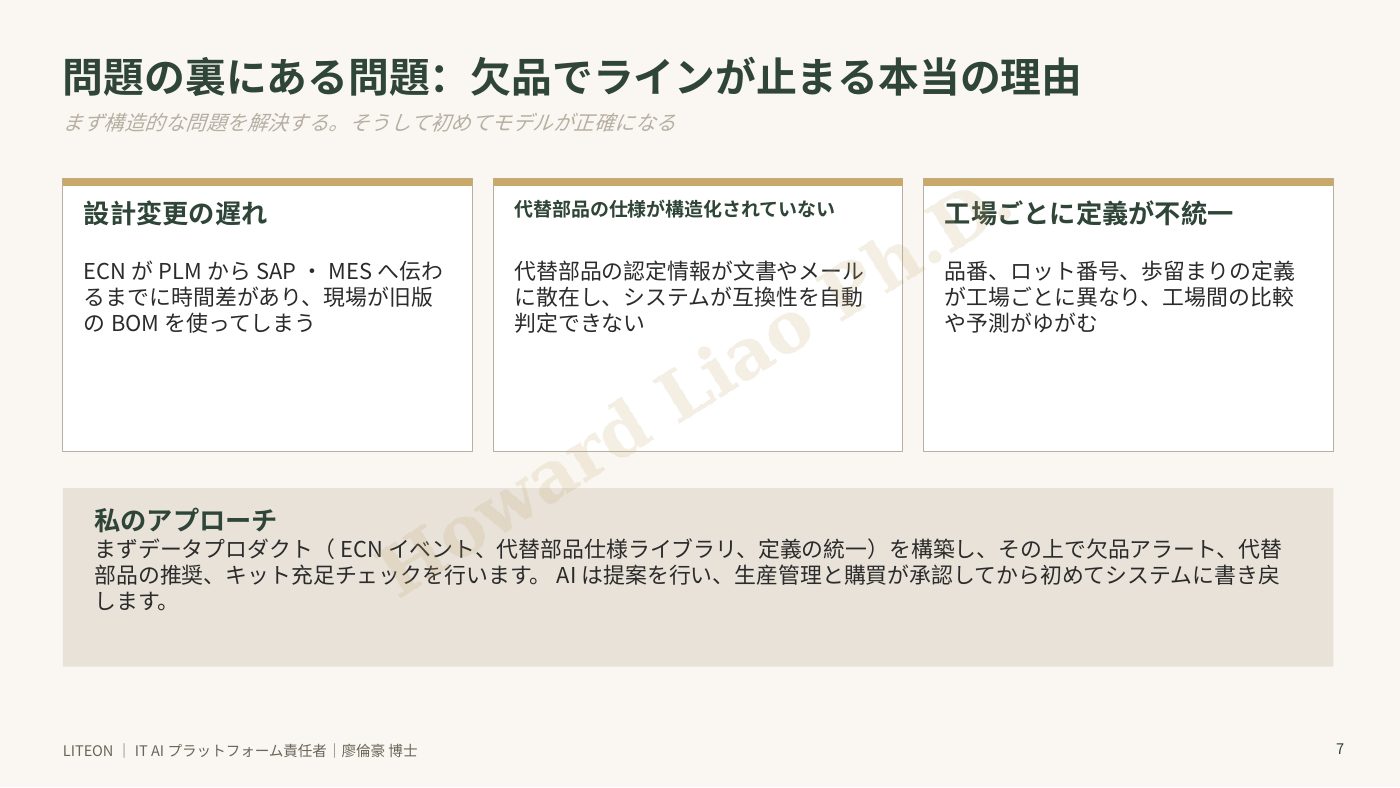 問題の裏にある問題：欠品でラインが止まる本当の理由
まず構造的な問題を解決する。そうして初めてモデルが正確になる
設計変更の遅れ
ECN が PLM から SAP ・ MES へ伝わ
るまでに時間差があり、現場が旧版
の BOM を使ってしまう
代替部品の仕様が構造化されていない
代替部品の認定情報が文書やメール
に散在し、システムが互換性を自動
判定できない
工場ごとに定義が不統一
品番、ロット番号、歩留まりの定義
が工場ごとに異なり、工場間の比較
や予測がゆがむ
Howard Liao Ph.D.
私のアプローチ
まずデータプロダクト（ ECN イベント、代替部品仕様ライブラリ、定義の統一）を構築し、その上で欠品アラート、代替
部品の推奨、キット充足チェックを行います。 AI は提案を行い、生産管理と購買が承認してから初めてシステムに書き戻
します。
LITEON ｜ IT AI プラットフォーム責任者｜廖倫豪 博士
7